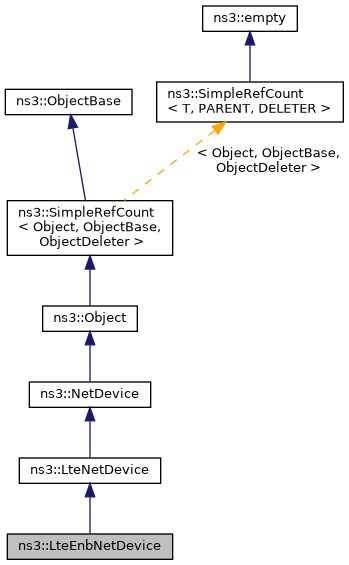 ns3::empty
ns3::ObjectBase
ns3::SimpleRefCount
< T, PARENT, DELETER >
< Object, ObjectBase,
ObjectDeleter >
ns3::SimpleRefCount
< Object, ObjectBase,
ObjectDeleter >
ns3::Object
ns3::NetDevice
ns3::LteNetDevice
ns3::LteEnbNetDevice